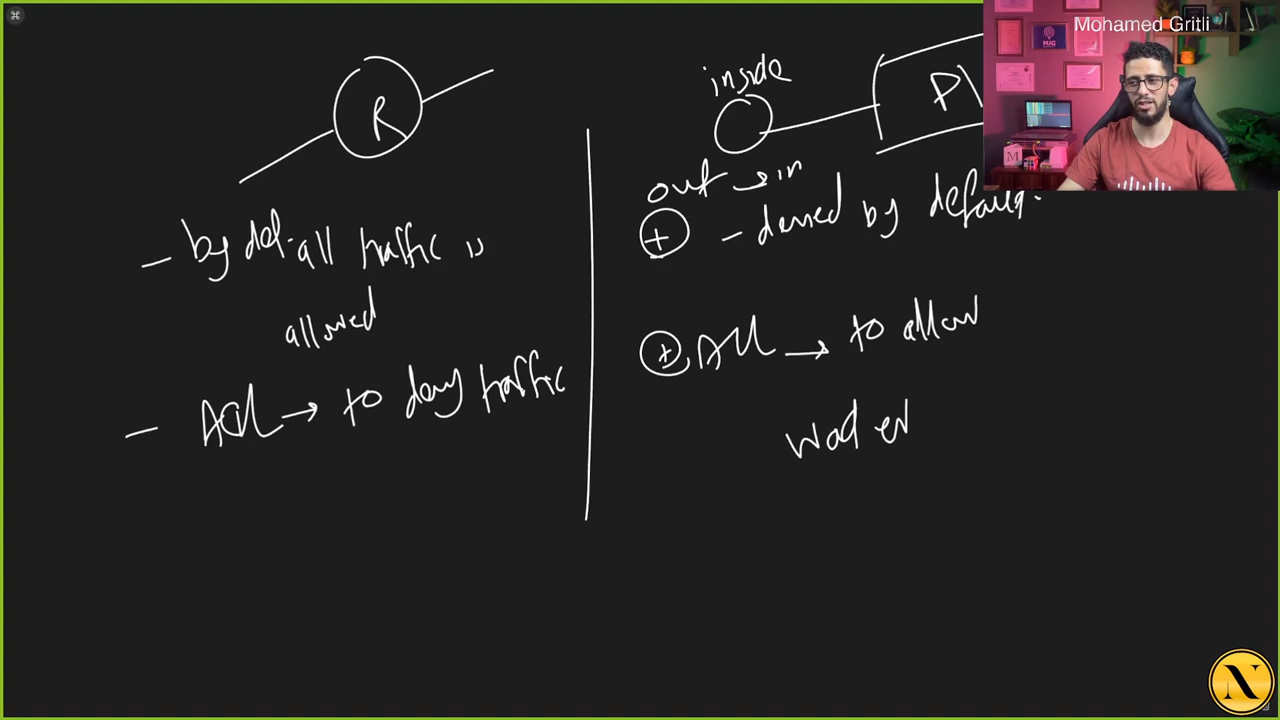 Mohamed Gritli
R
inside
out → in
+ - denied by default.
- by def. all traffic is
allowed
+ ACL → to allow
- ACL → to deny traffic
N